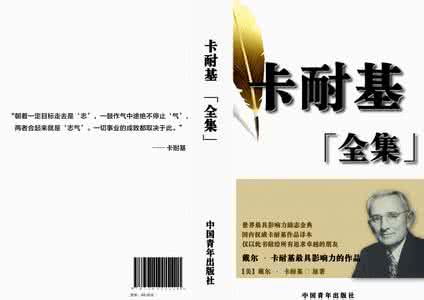 “朝着一定目标走去是‘志’，一鼓作气中途绝不停止‘气’，
两者合起来就是‘志气’。一切事业的成败都取决于此。”
——卡耐基
卡耐基「全集」
中国青年出版社
卡耐基
「全集」
世界最具影响力励志金典
国内权威卡耐基作品译本
仅以此书献给所有追求卓越的朋友
戴尔·卡耐基最具影响力的作品
【美】戴尔·卡耐基 原著
中国青年出版社